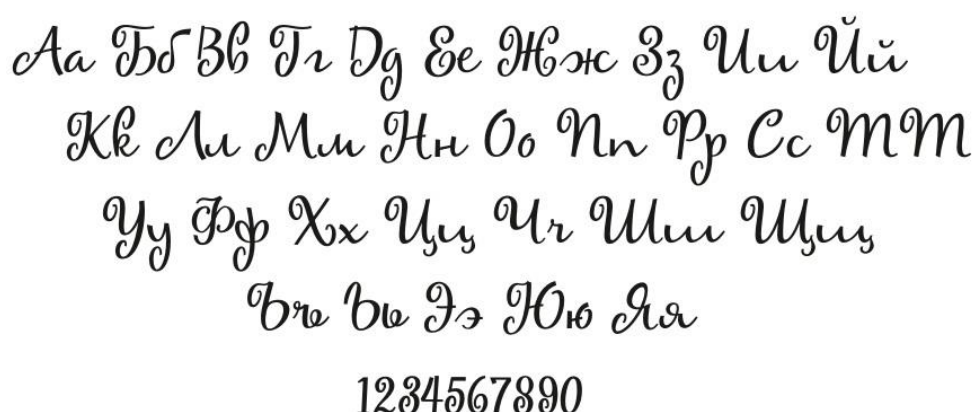 Аа Бб Вв Гг Дд Ее Жж Зз Ии Йй
Кк Лл Мм Нн Оо Пп Рр Сс Тт
Уу Фф Хх Цц Чч Шш Щщ
Ъъ Ьь Ээ Юю Яя
1234567890